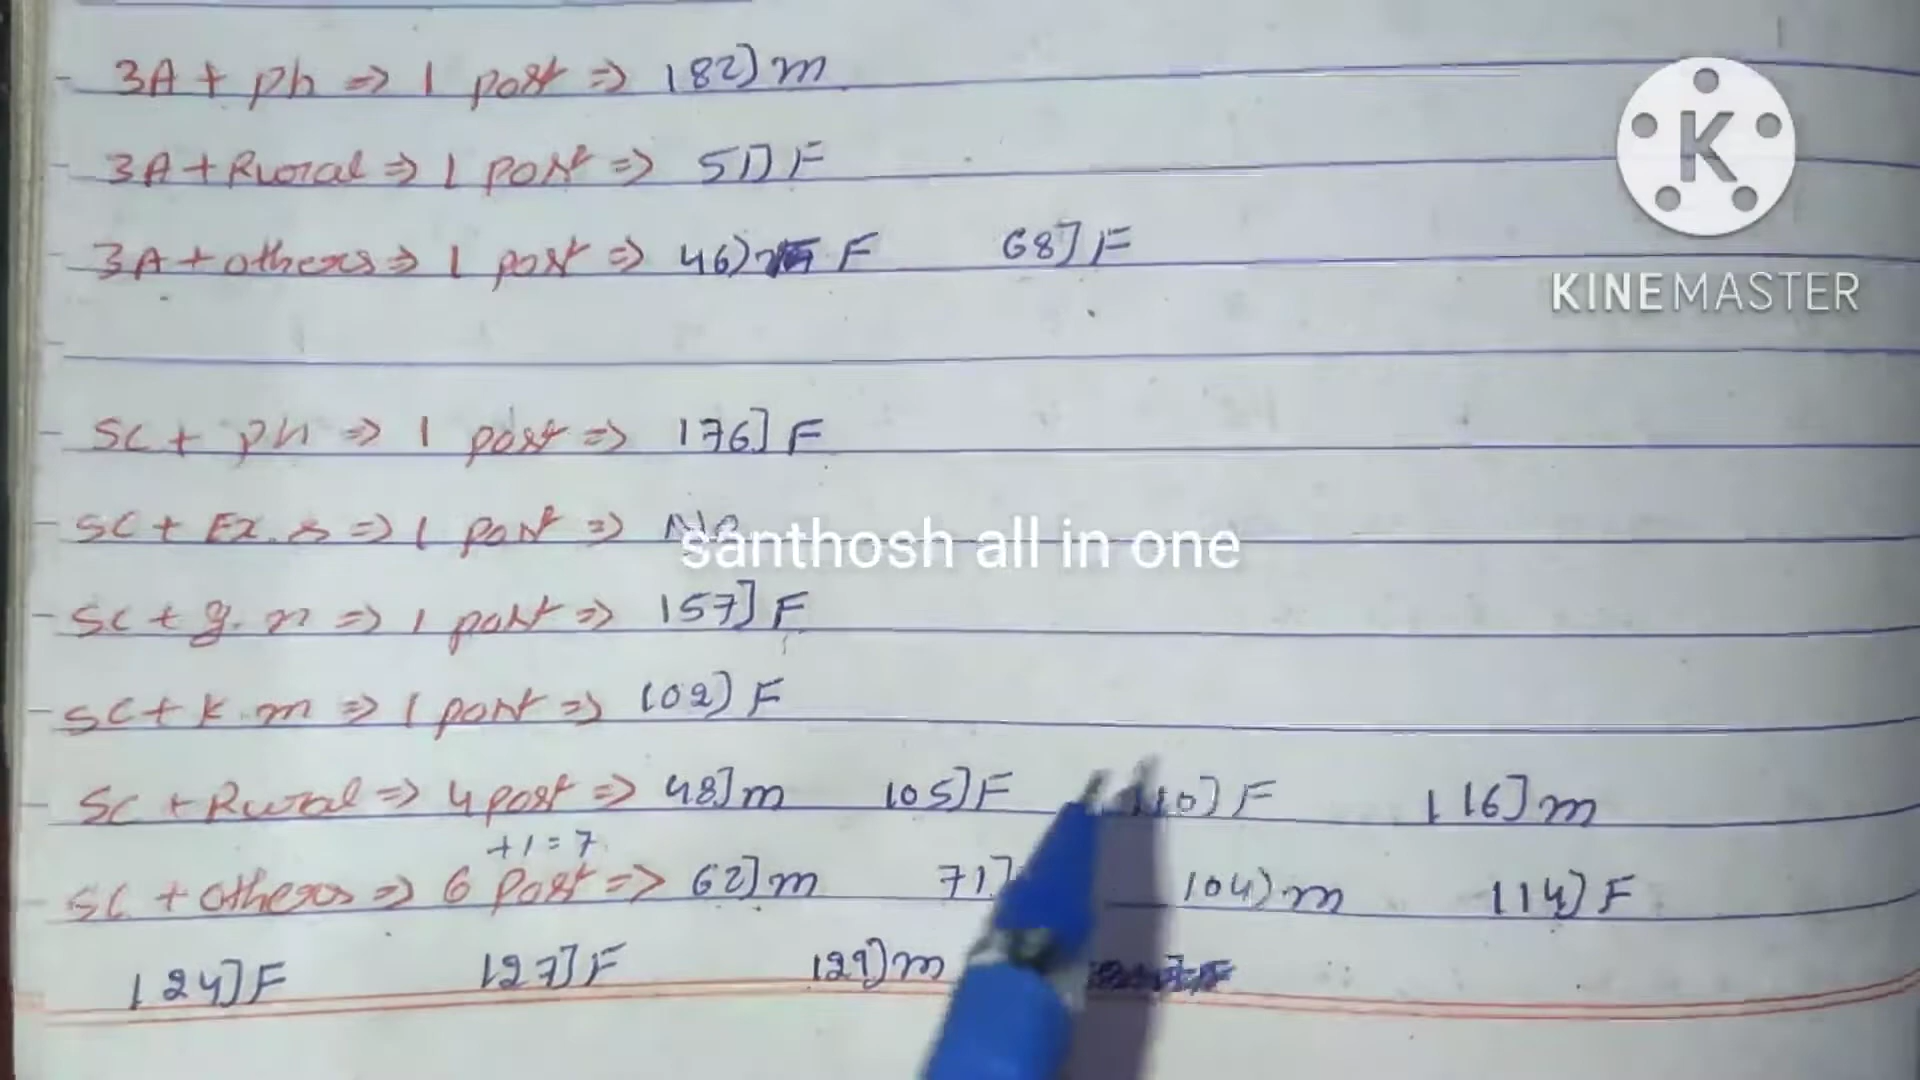 3A + ph => 1 post => 182) m
3A + Rural => 1 post => 51] F
3A + others => 1 post => 46) F 68] F
SC + ph => 1 post => 176] F
SC + Ex. s => 1 post =>
SC + g. n => 1 post => 157] F
SC + K. m => 1 post => 102) F
SC + Rural => 4 post => 48] m 105] F 110] F 116] m
+1 = 7
SC + others => 6 post => 62] m 71] 104) m 114) F
124] F 127] F 129) m
K
KINEMASTER
santhosh all in one